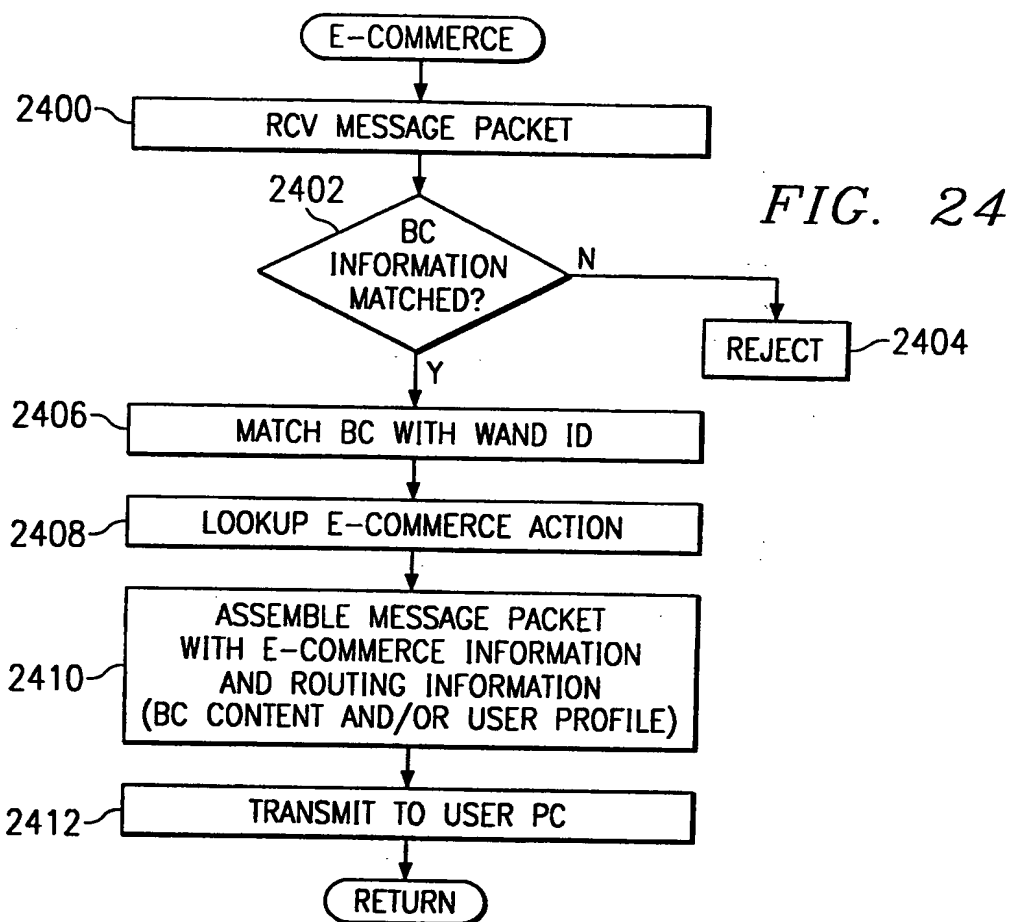 E-COMMERCE
2400
RCV MESSAGE PACKET
2402
FIG. 24
BC
INFORMATION
MATCHED?
N
REJECT
2404
Y
2406
MATCH BC WITH WAND ID
2408
LOOKUP E-COMMERCE ACTION
2410
ASSEMBLE MESSAGE PACKET
WITH E-COMMERCE INFORMATION
AND ROUTING INFORMATION
(BC CONTENT AND/OR USER PROFILE)
2412
TRANSMIT TO USER PC
RETURN